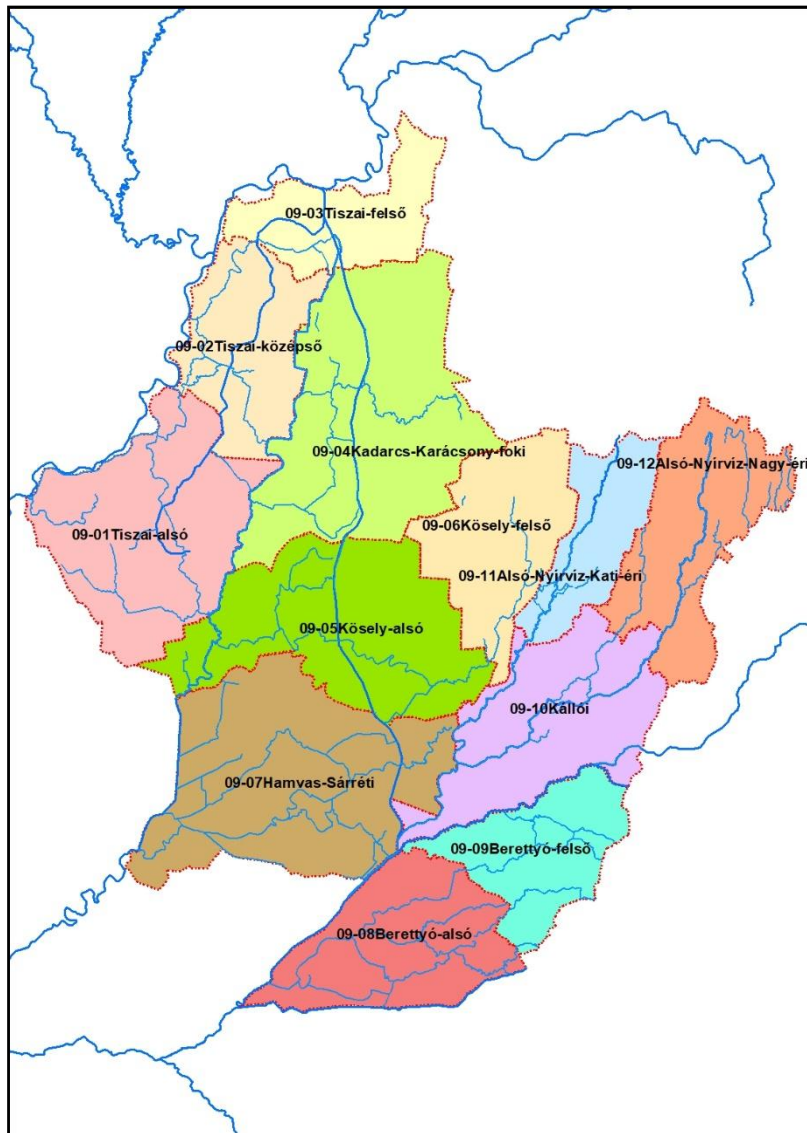 09-03Tiszai-felső
09-02Tiszai-középső
09-04Kadarcs-Karácsony-foki
09-12Alsó-Nyírvíz-Nagy-éri
09-01Tiszai-alsó
09-06Kösely-felső
09-11Alsó-Nyírvíz-Kati-éri
09-05Kösely-alsó
09-10Kállói
09-07Hamvas-Sárréti
09-09Berettyó-felső
09-08Berettyó-alsó